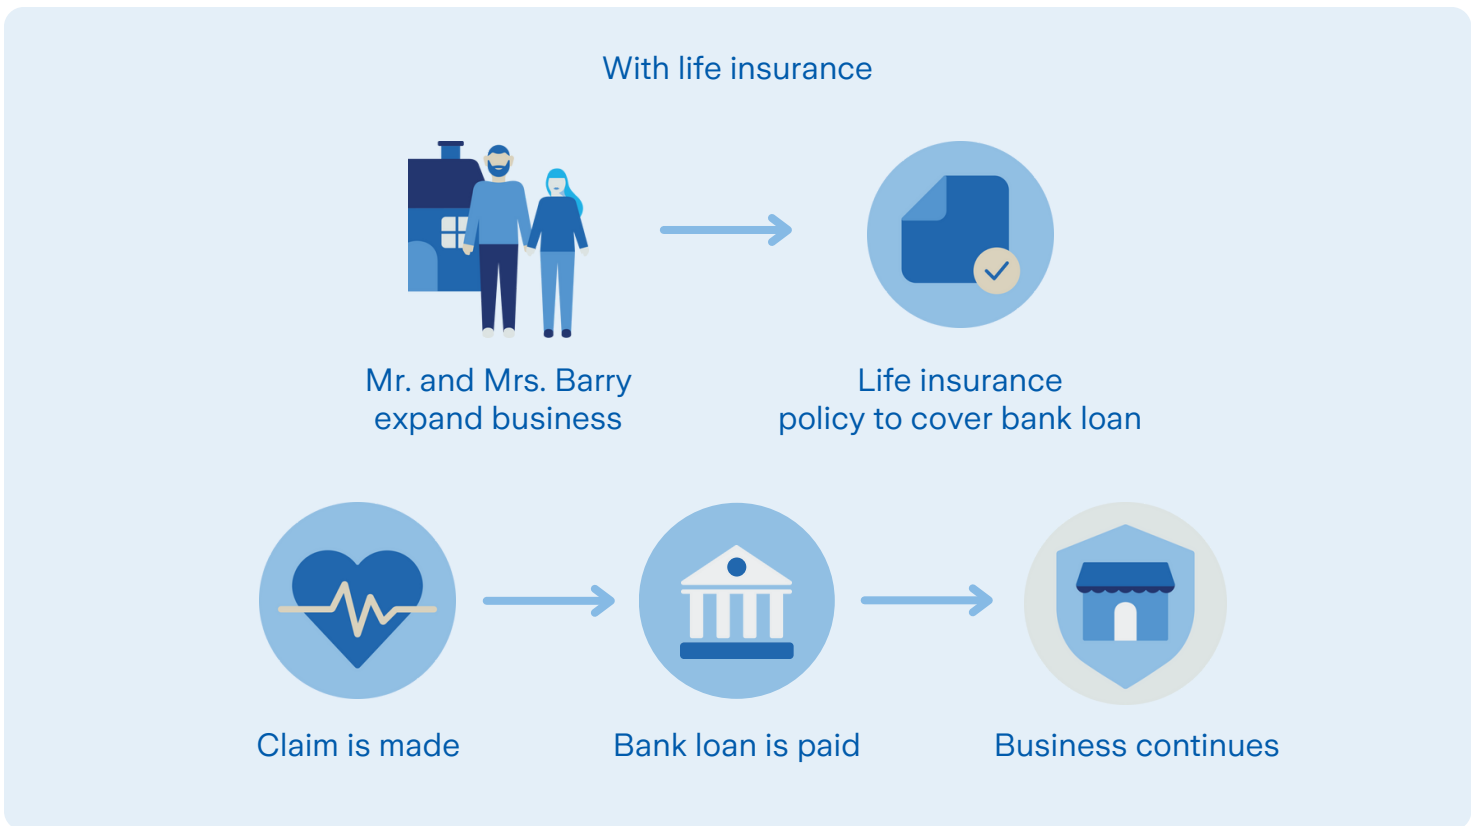 With life insurance
Mr. and Mrs. Barry
expand business
Life insurance
policy to cover bank loan
Claim is made
Bank loan is paid
Business continues